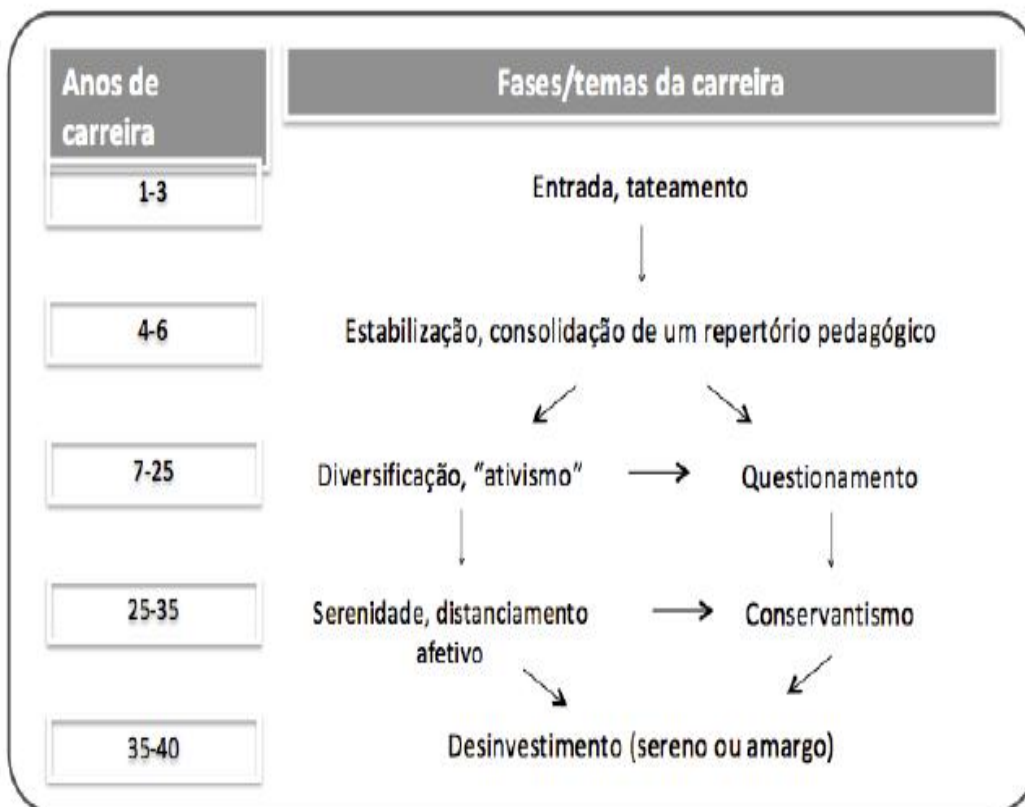 Anos de
carreira
Fases/temas da carreira
1-3
Entrada, tateamento
4-6
Estabilização, consolidação de um repertório pedagógico
7-25
Diversificação, “ativismo”
Questionamento
25-35
Serenidade, distanciamento
afetivo
Conservantismo
35-40
Desinvestimento (sereno ou amargo)